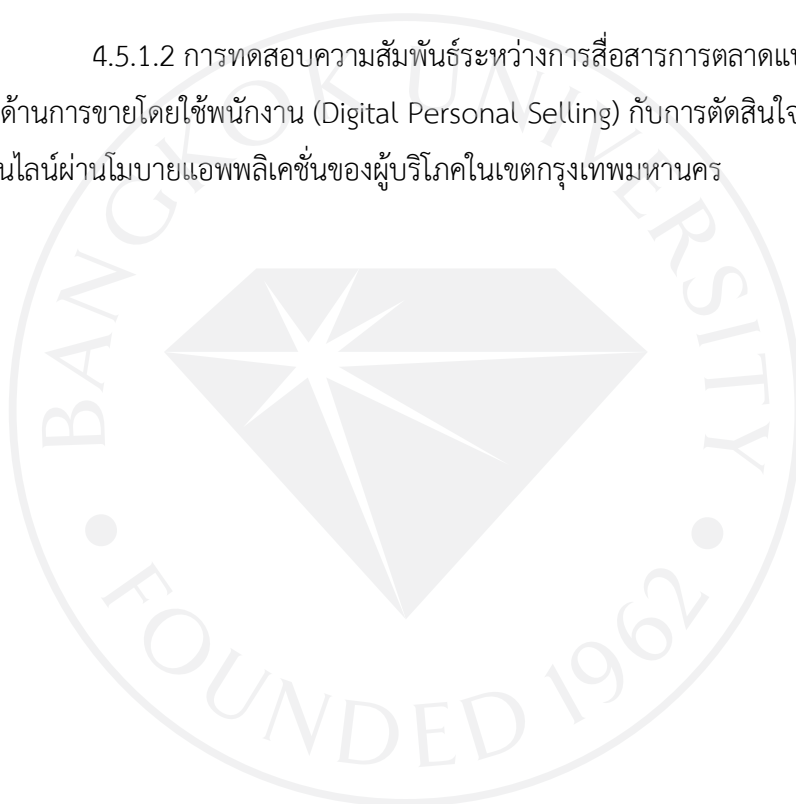 4.5.1.2 การทดสอบความสัมพันธ์ระหว่างการสื่อสารการตลาดแบ
ด้านการขายโดยใช้พนักงาน (Digital Personal Selling) กับการตัดสินใจ
นไลน์ผ่านโมบายแอพพลิเคชั่นของผู้บริโภคในเขตกรุงเทพมหานคร
BANGKOK UNIVERSITY
FOUNDED 1962